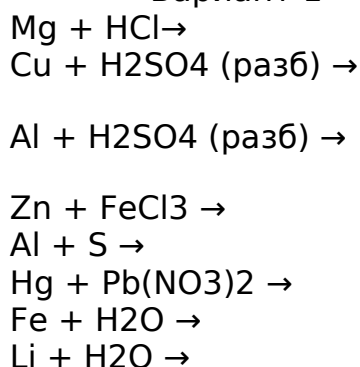 Вариант 1
Mg + HCl→
Cu + H2SO4 (разб) →
Al + H2SO4 (разб) →
Zn + FeCl3 →
Al + S →
Hg + Pb(NO3)2 →
Fe + H2O →
Li + H2O →